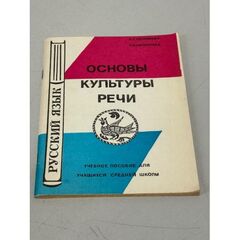 РУССКИЙ ЯЗЫК
ОСНОВЫ
КУЛЬТУРЫ
РЕЧИ
УЧЕБНОЕ ПОСОБИЕ ДЛЯ
УЧАЩИХСЯ СРЕДНЕЙ ШКОЛЫ